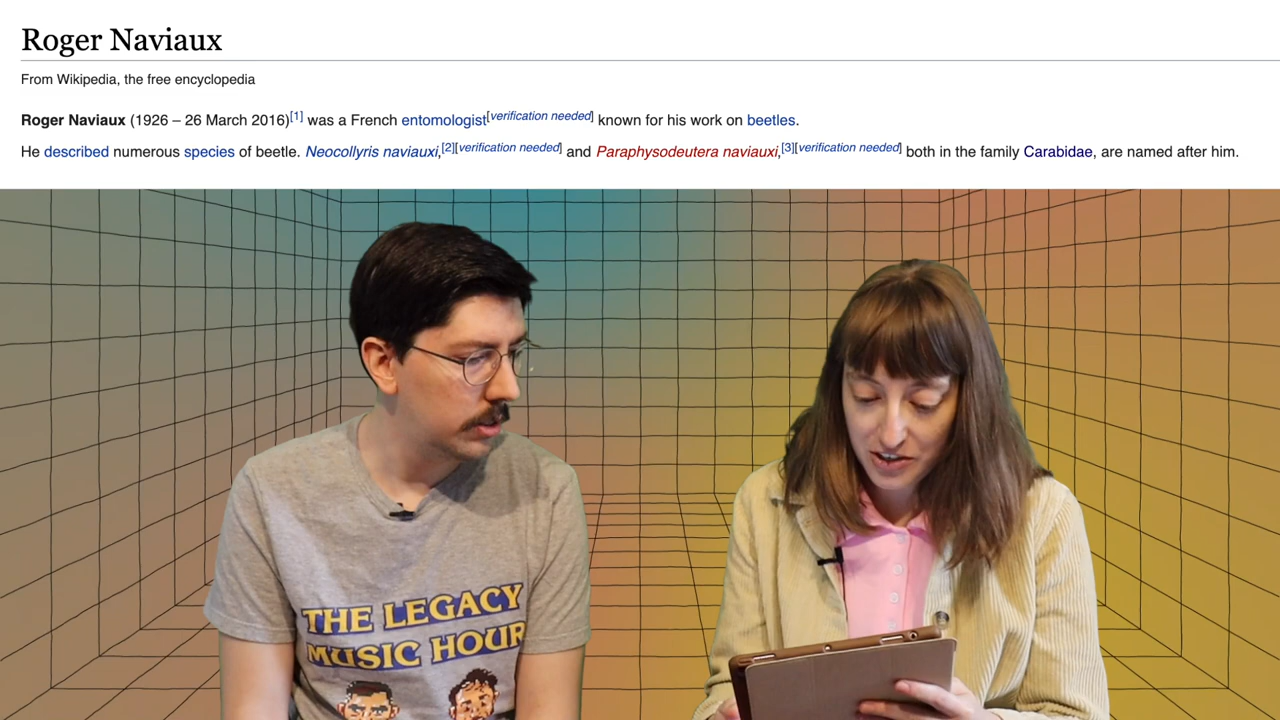 Roger Naviaux
From Wikipedia, the free encyclopedia
Roger Naviaux (1926 – 26 March 2016)[1] was a French entomologist[verification needed] known for his work on beetles.
He described numerous species of beetle. Neocollyris naviauxi,[2][verification needed] and Paraphysodeutera naviauxi,[3][verification needed] both in the family Carabidae, are named after him.
THE LEGACY
MUSIC HOUR